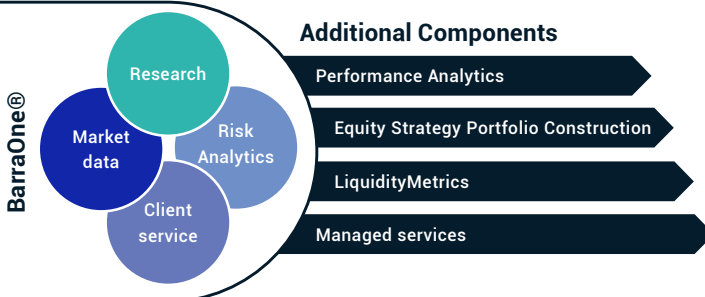 BarraOne®
Research
Market
data
Risk
Analytics
Client
service
Additional Components
Performance Analytics
Equity Strategy Portfolio Construction
LiquidityMetrics
Managed services